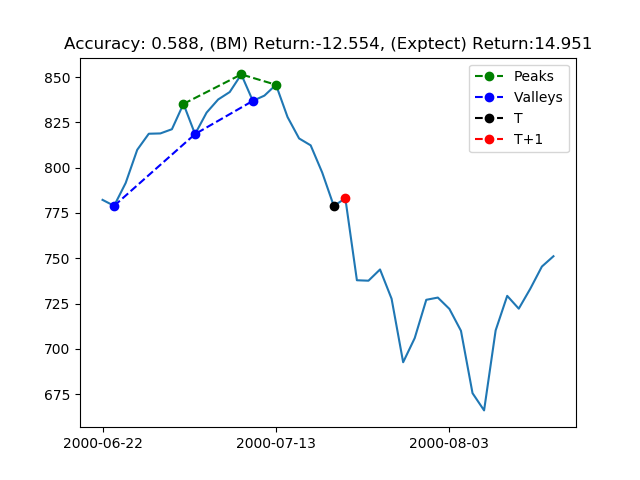 Accuracy: 0.588, (BM) Return:-12.554, (Exptect) Return:14.951
850
825
800
775
750
725
700
675
2000-06-22
2000-07-13
2000-08-03
Peaks
Valleys
T
T+1